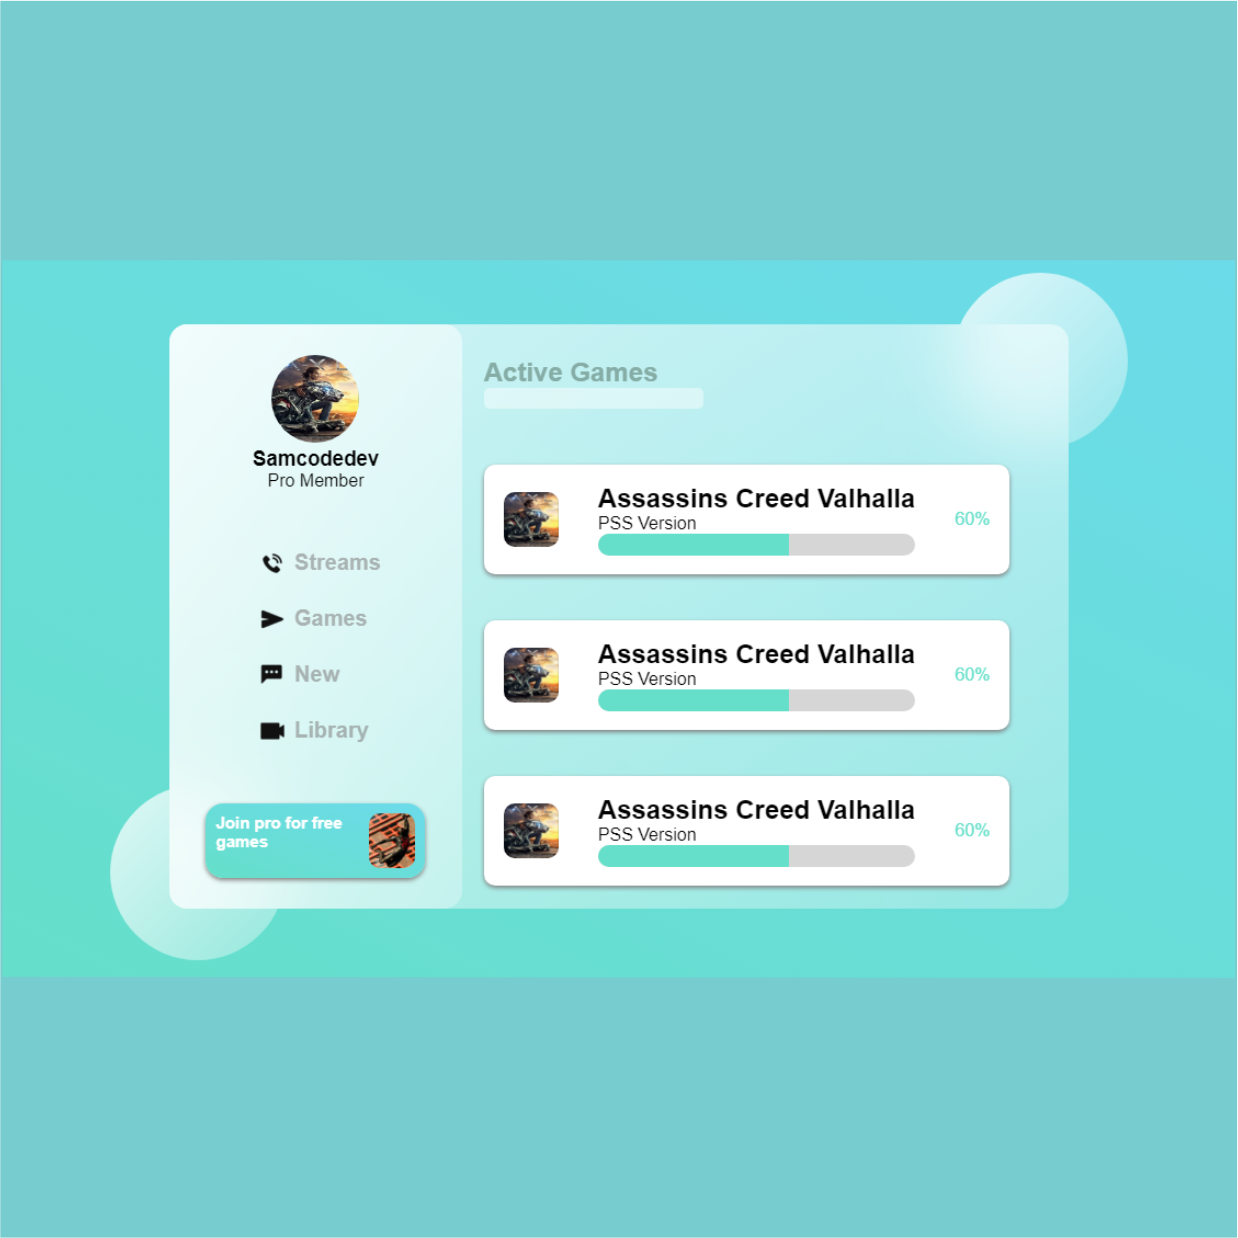 Samcodedev
Pro Member
Streams
Games
New
Library
Join pro for free
games
Active Games
Assassins Creed Valhalla
PSS Version
60%
Assassins Creed Valhalla
PSS Version
60%
Assassins Creed Valhalla
PSS Version
60%